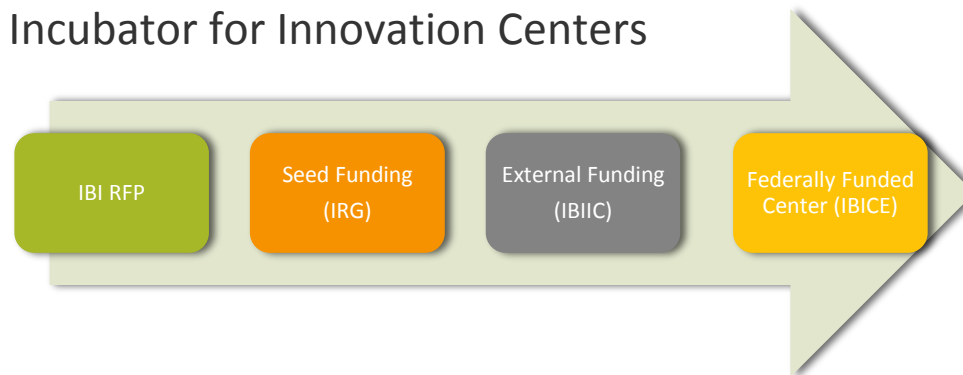 Incubator for Innovation Centers
IBI RFP
Seed Funding
(IRG)
External Funding
(IBIIC)
Federally Funded
Center (IBICE)